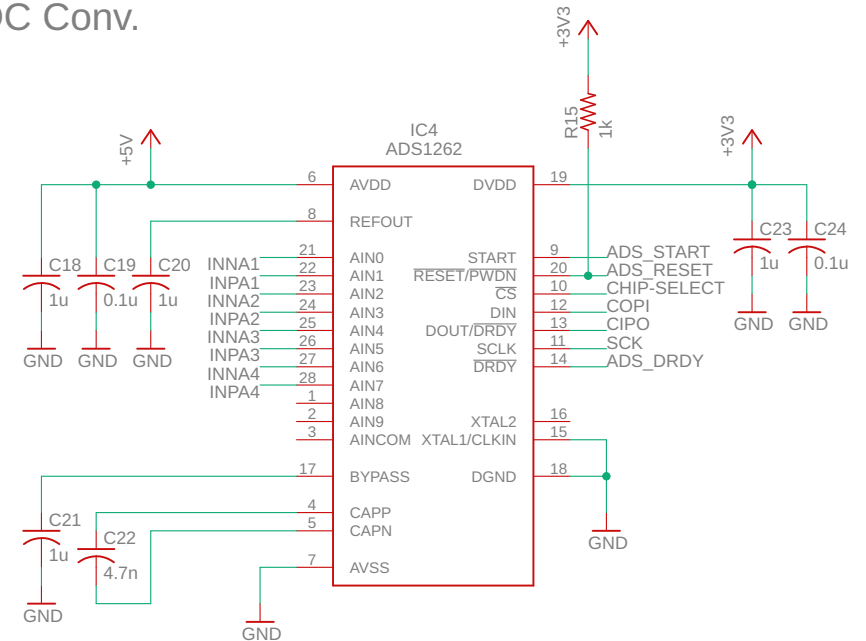 DC Conv.
+3V3
R15
1k
IC4
ADS1262
+5V
+3V3
6 AVDD DVDD 19
8 REFOUT
21 AIN0 START 9 ADS_START
INNA1
22 AIN1 RESET/PWDN 20 ADS_RESET
INPA1
23 AIN2 CS 10 CHIP-SELECT
INNA2
24 AIN3 DIN 12 COPI
INPA2
25 AIN4 DOUT/DRDY 13 CIPO
INNA3
26 AIN5 SCLK 11 SCK
INPA3
27 AIN6 DRDY 14 ADS_DRDY
INNA4
28 AIN7
INPA4
1 AIN8
2 AIN9 XTAL2 16
3 AINCOM XTAL1/CLKIN 15
17 BYPASS DGND 18
4 CAPP
5 CAPN
7 AVSS
C18
1u
C19
0.1u
C20
1u
GND
GND
GND
C23
1u
C24
0.1u
GND
GND
C21
1u
C22
4.7n
GND
GND
GND